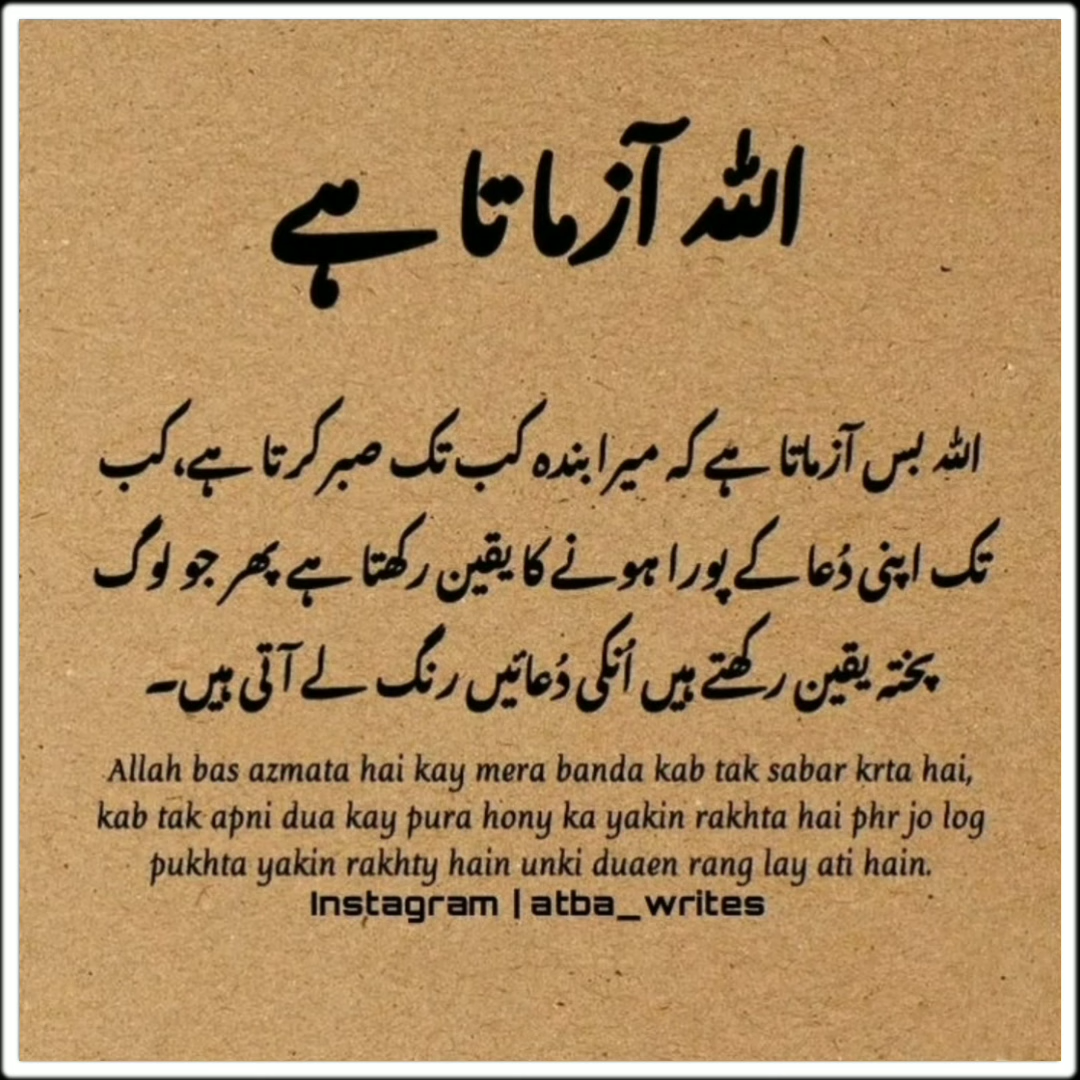 اللہ آزماتا ہے
اللہ بس آزماتا ہے کہ میرا بندہ کب تک صبر کرتا ہے، کب
تک اپنی دُعا کے پورا ہونے کا یقین رکھتا ہے پھر جو لوگ
پختہ یقین رکھتے ہیں اُنکی دُعائیں رنگ لے آتی ہیں۔
Allah bas azmata hai kay mera banda kab tak sabar krta hai,
kab tak apni dua kay pura hony ka yakin rakhta hai phr jo log
pukhta yakin rakhty hain unki duaen rang lay ati hain.
Instagram | atba_writes